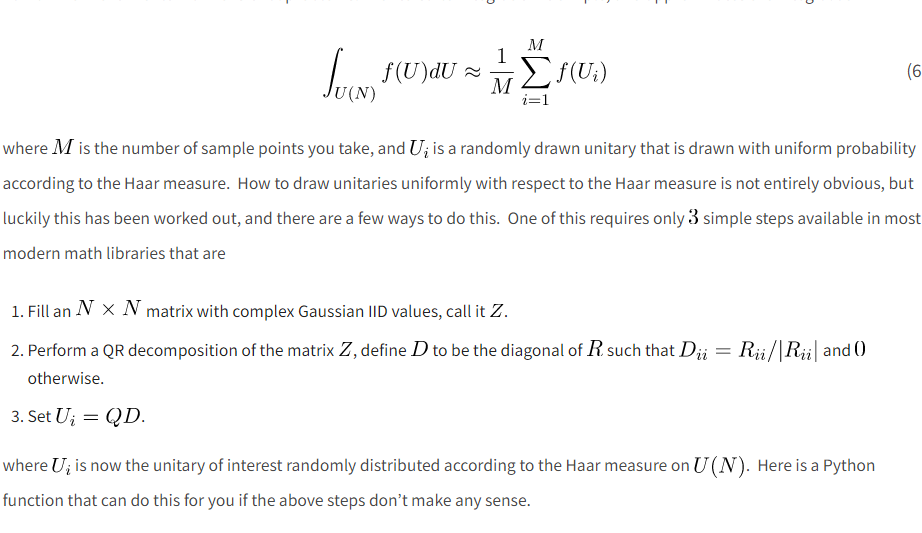 ∫_{U(N)} f(U)dU ≈ \frac{1}{M} \sum_{i=1}^{M} f(U_i) (6
where M is the number of sample points you take, and U_i is a randomly drawn unitary that is drawn with uniform probability
according to the Haar measure. How to draw unitaries uniformly with respect to the Haar measure is not entirely obvious, but
luckily this has been worked out, and there are a few ways to do this. One of this requires only 3 simple steps available in most
modern math libraries that are
1. Fill an N × N matrix with complex Gaussian IID values, call it Z.
2. Perform a QR decomposition of the matrix Z, define D to be the diagonal of R such that D_{ii} = R_{ii}/|R_{ii}| and 0
otherwise.
3. Set U_i = QD.
where U_i is now the unitary of interest randomly distributed according to the Haar measure on U(N). Here is a Python
function that can do this for you if the above steps don't make any sense.